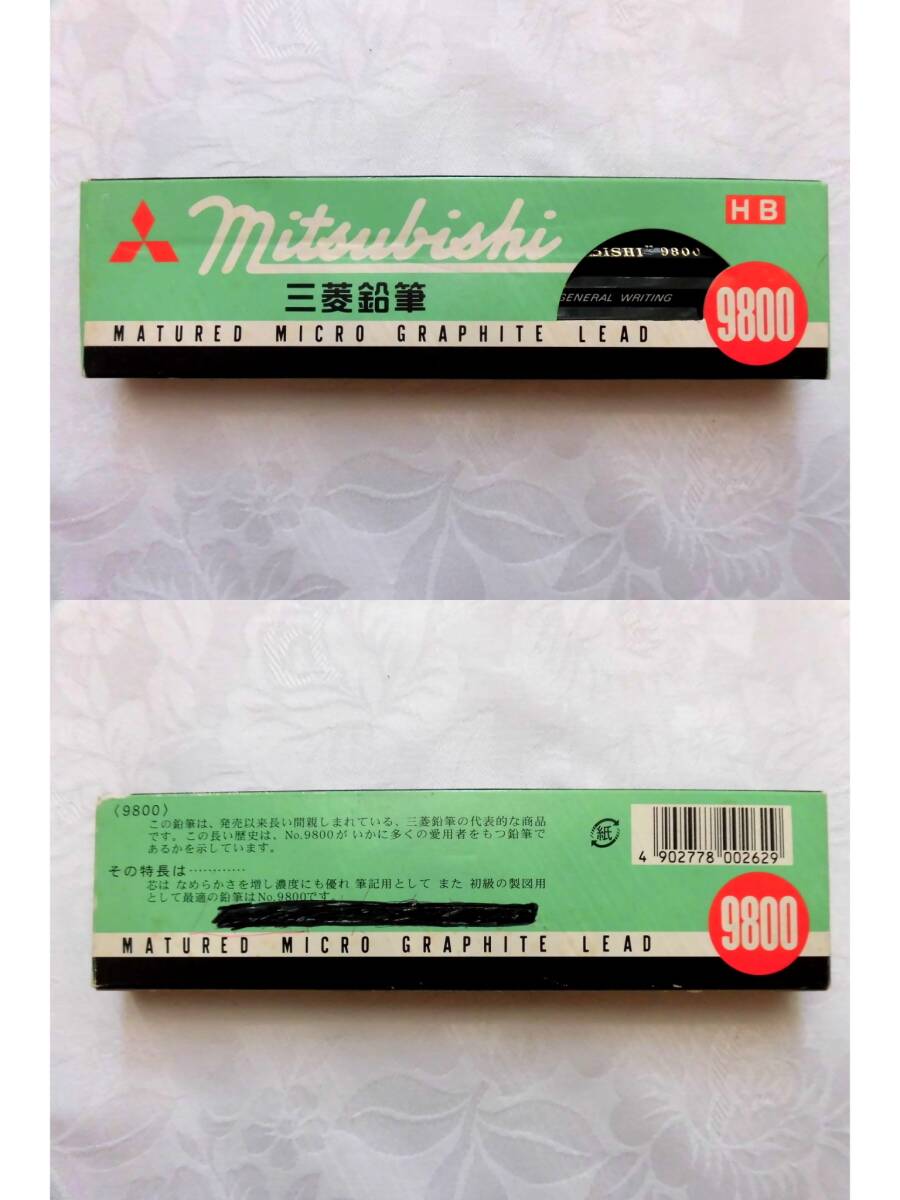 mitsubishi
HB
三菱鉛筆
BISHI" 9800
GENERAL WRITING
9800
MATURED MICRO GRAPHITE LEAD
〈9800〉
この鉛筆は、発売以来長い間親しまれている、三菱鉛筆の代表的な商品
です。この長い歴史は、No.9800がいかに多くの愛用者をもつ鉛筆で
あるかを示しています。
その特長は…………
芯は なめらかさを増し濃度にも優れ 筆記用として また 初級の製図用
として最適の鉛筆はNo.9800です。
紙
4 902778 002629
9800
MATURED MICRO GRAPHITE LEAD